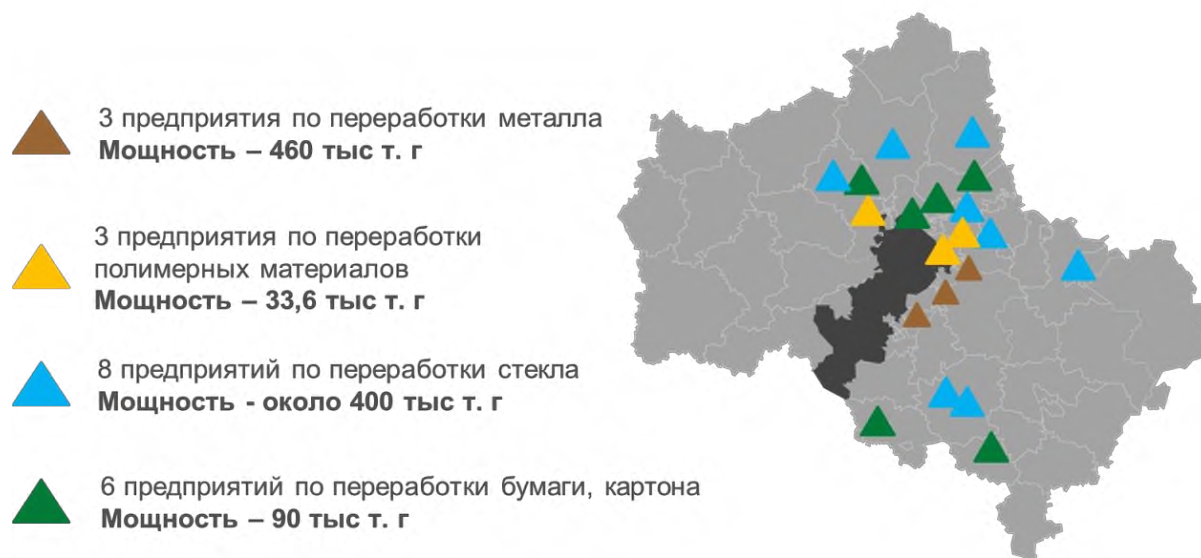 3 предприятия по переработки металла
Мощность – 460 тыс т. г
3 предприятия по переработки
полимерных материалов
Мощность – 33,6 тыс т. г
8 предприятий по переработки стекла
Мощность - около 400 тыс т. г
6 предприятий по переработки бумаги, картона
Мощность – 90 тыс т. г